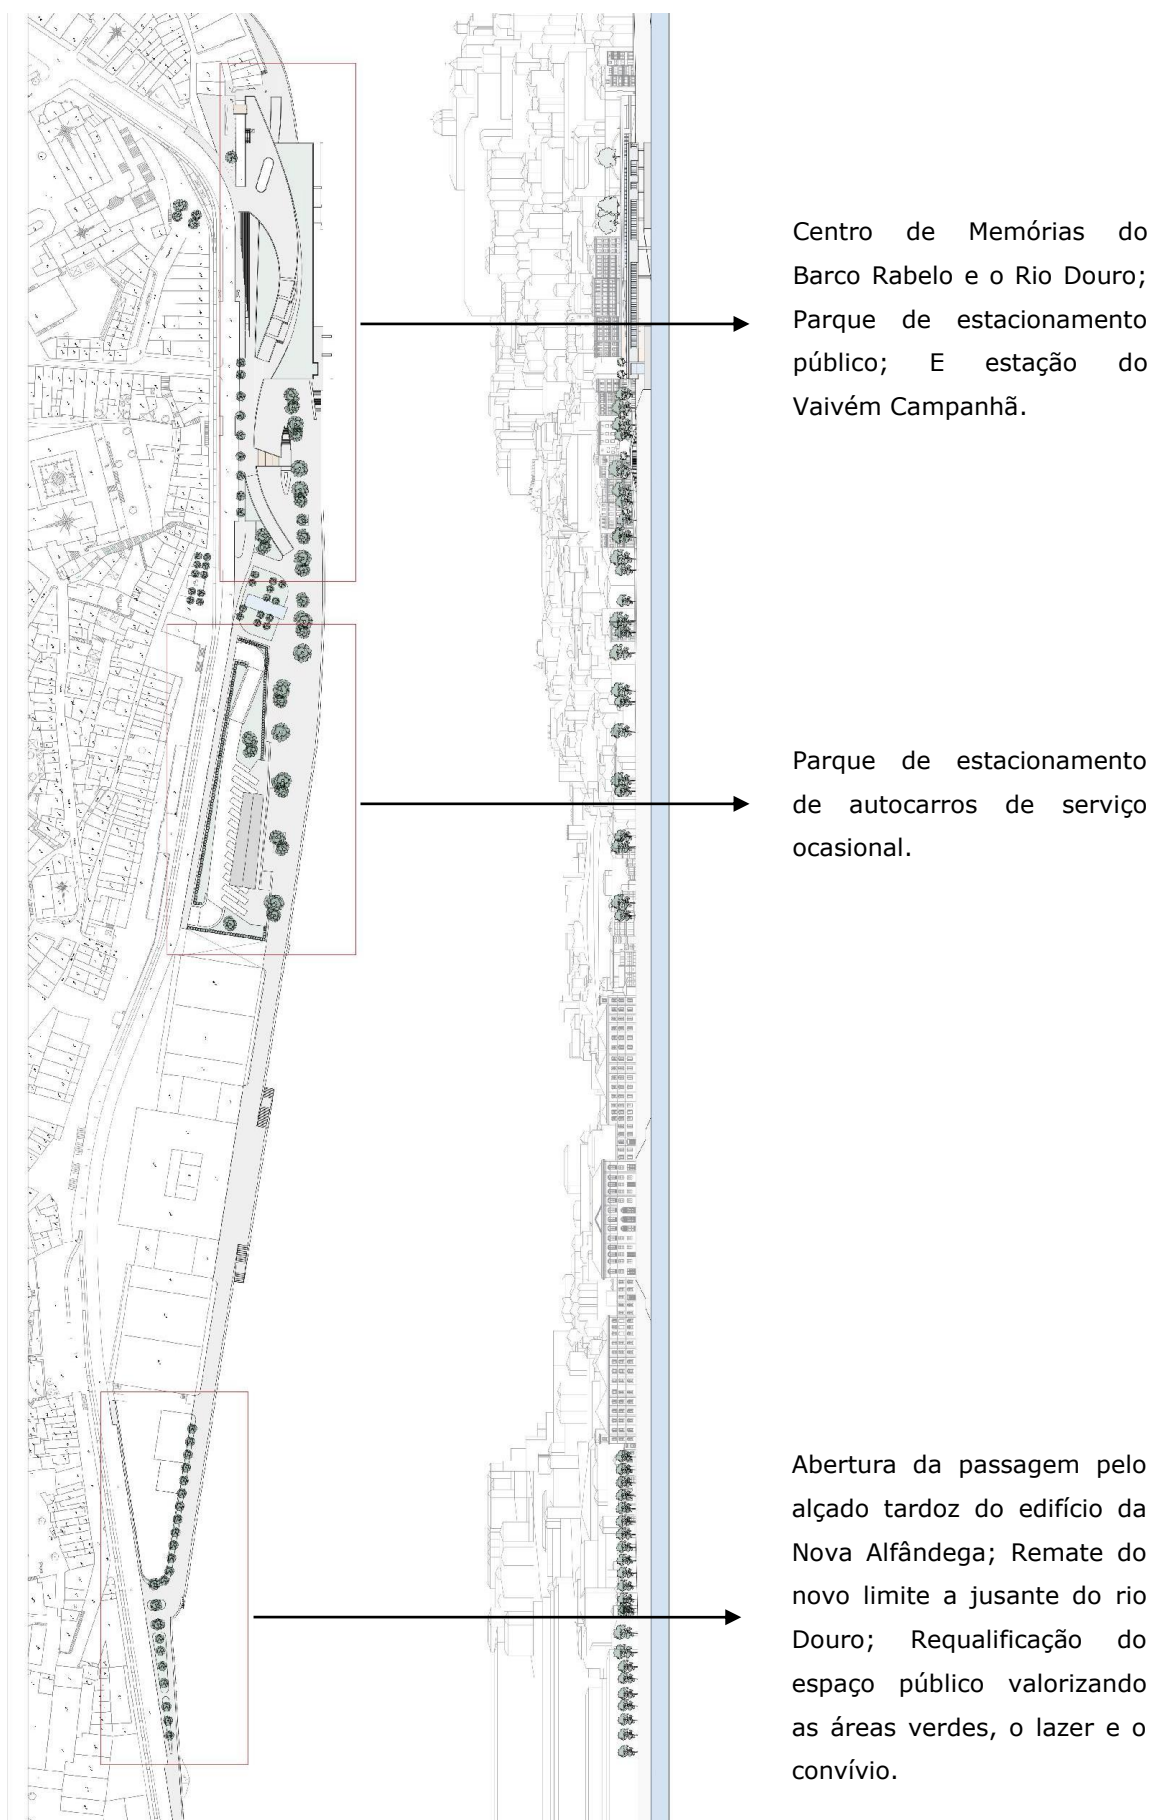 Centro de Memórias do
Barco Rabelo e o Rio Douro;
Parque de estacionamento
público; E estação do
Vaivém Campanhã.
Parque de estacionamento
de autocarros de serviço
ocasional.
Abertura da passagem pelo
alçado tardoz do edifício da
Nova Alfândega; Remate do
novo limite a jusante do rio
Douro; Requalificação do
espaço público valorizando
as áreas verdes, o lazer e o
convívio.